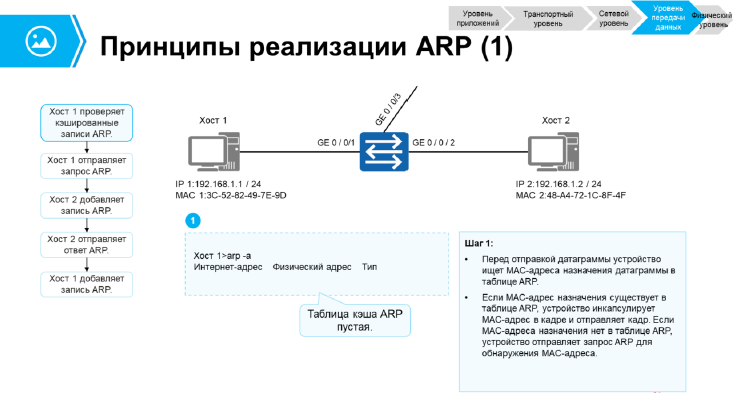 Уровень
приложений
Транспортный
уровень
Сетевой
уровень
Уровень
передачи
данных
Физический
уровень
Принципы реализации ARP (1)
Хост 1 проверяет
кэшированные
записи ARP.
Хост 1 отправляет
запрос ARP.
Хост 2 добавляет
запись ARP.
Хост 2 отправляет
ответ ARP.
Хост 1 добавляет
запись ARP.
GE 0 / 0/3
Хост 1
Хост 2
GE 0 / 0/1
GE 0 / 0 / 2
IP 1:192.168.1.1 / 24
MAC 1:3C-52-82-49-7E-9D
IP 2:192.168.1.2 / 24
MAC 2:48-A4-72-1C-8F-4F
1
Хост 1>arp -a
Интернет-адрес Физический адрес Тип
Таблица кэша ARP
пустая.
Шаг 1:
• Перед отправкой датаграммы устройство
ищет MAC-адреса назначения датаграммы в
таблице ARP.
• Если MAC-адрес назначения существует в
таблице ARP, устройство инкапсулирует
MAC-адрес в кадре и отправляет кадр. Если
MAC-адреса назначения нет в таблице ARP,
устройство отправляет запрос ARP для
обнаружения MAC-адреса.